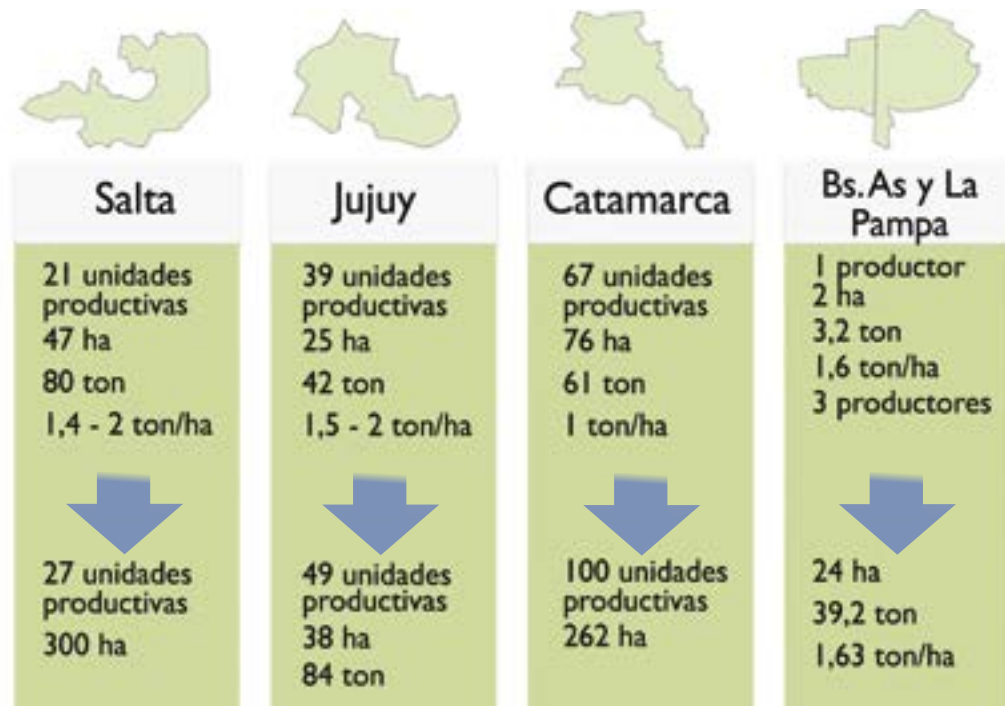 Salta
21 unidades
productivas
47 ha
80 ton
1,4 - 2 ton/ha
27 unidades
productivas
300 ha
Jujuy
39 unidades
productivas
25 ha
42 ton
1,5 - 2 ton/ha
49 unidades
productivas
38 ha
84 ton
Catamarca
67 unidades
productivas
76 ha
61 ton
1 ton/ha
100 unidades
productivas
262 ha
Bs. As y La
Pampa
1 productor
2 ha
3,2 ton
1,6 ton/ha
3 productores
24 ha
39,2 ton
1,63 ton/ha